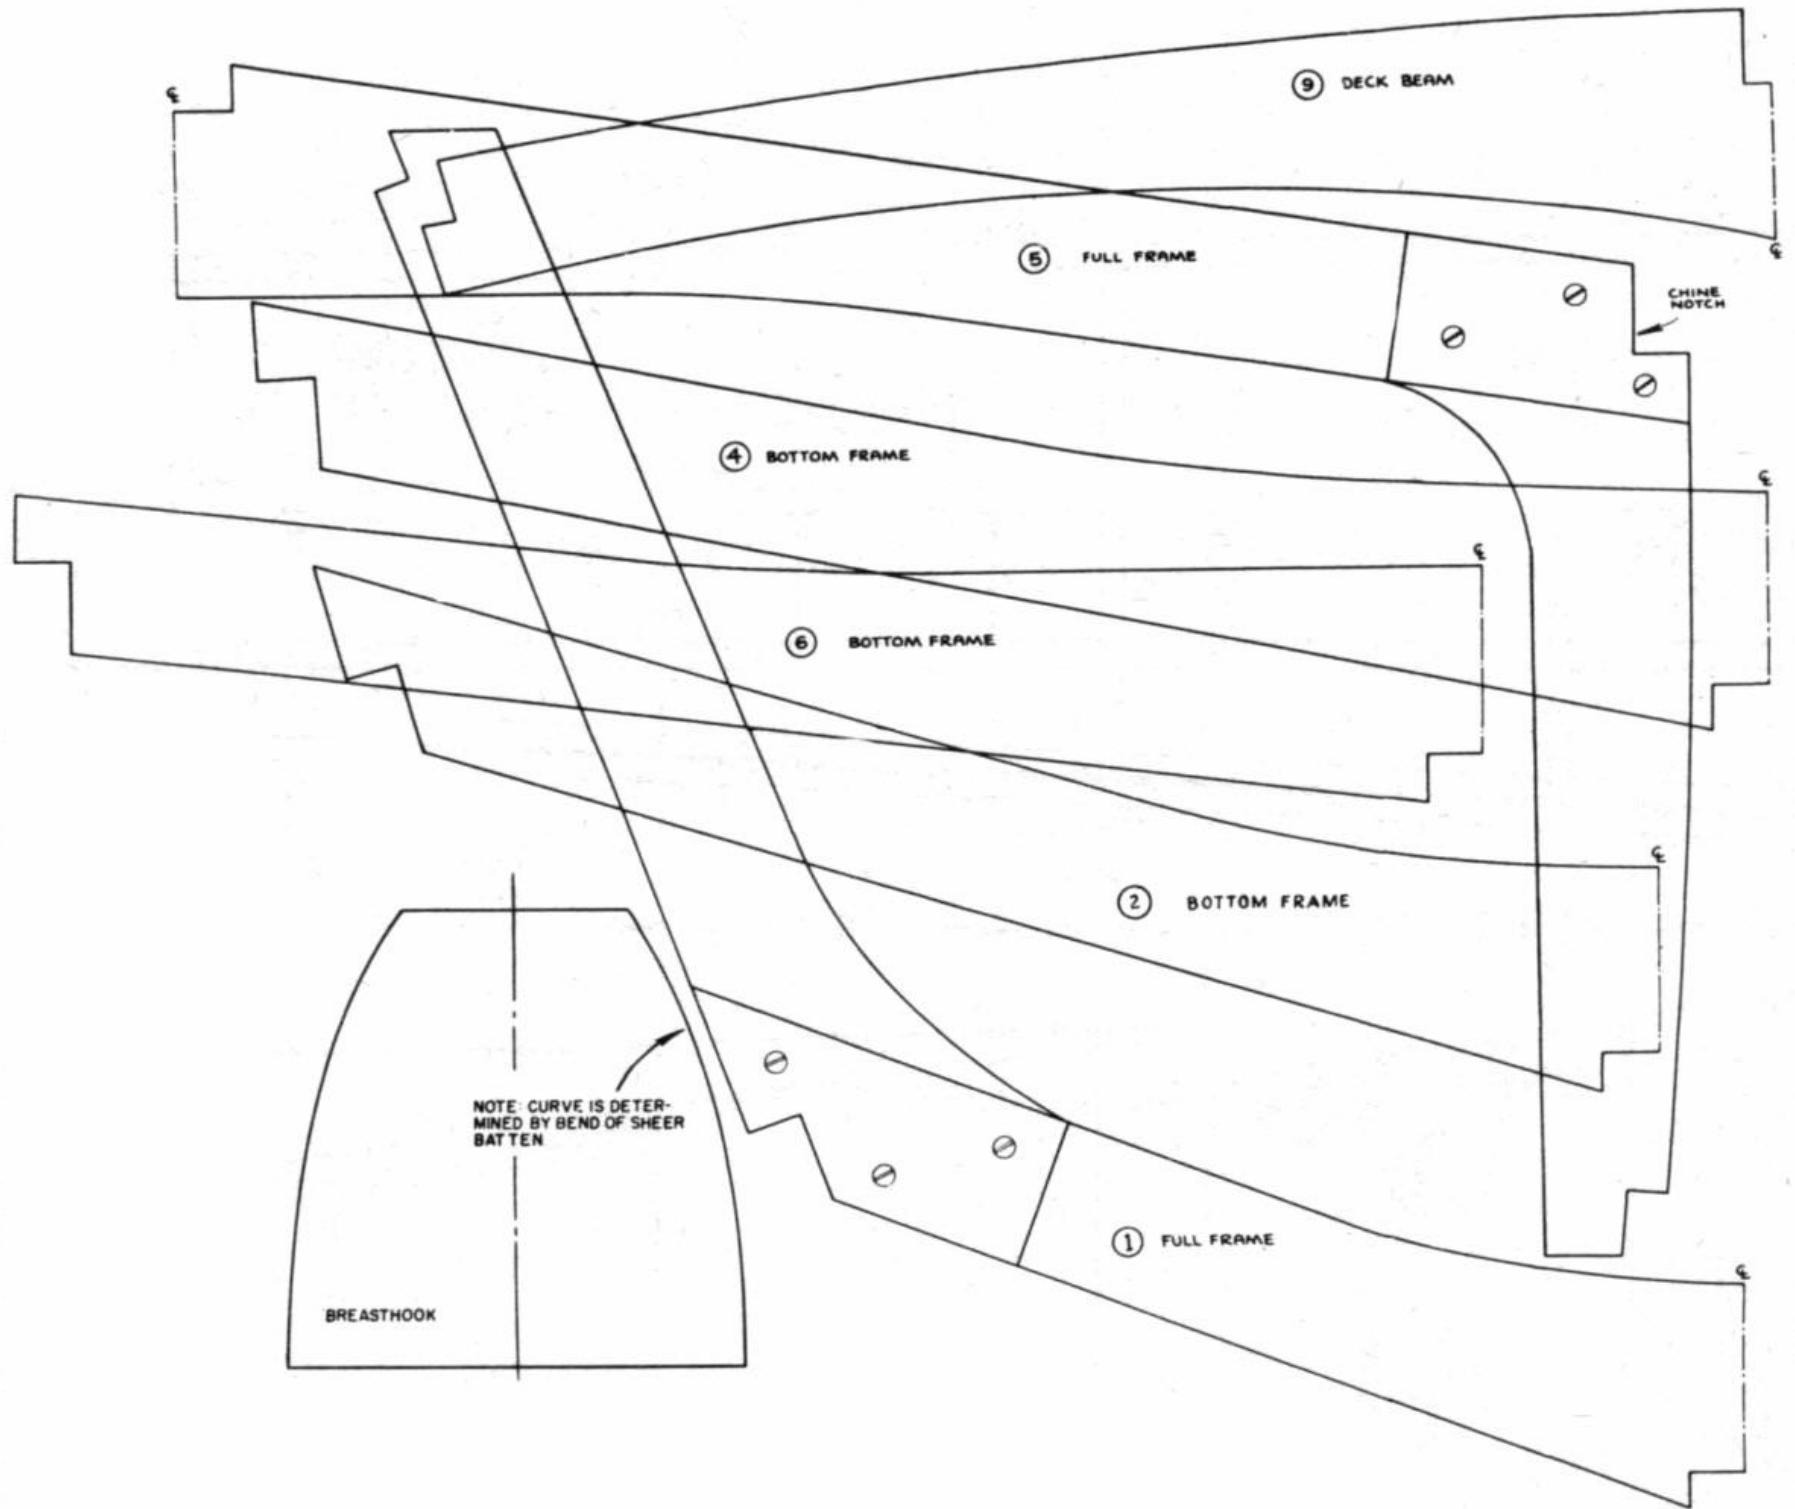 ℄
9 DECK BEAM
℄
5 FULL FRAME
CHINE
NOTCH
4 BOTTOM FRAME
℄
℄
6 BOTTOM FRAME
℄
2 BOTTOM FRAME
NOTE: CURVE IS DETER-
MINED BY BEND OF SHEER
BATTEN
1 FULL FRAME
℄
BREASTHOOK